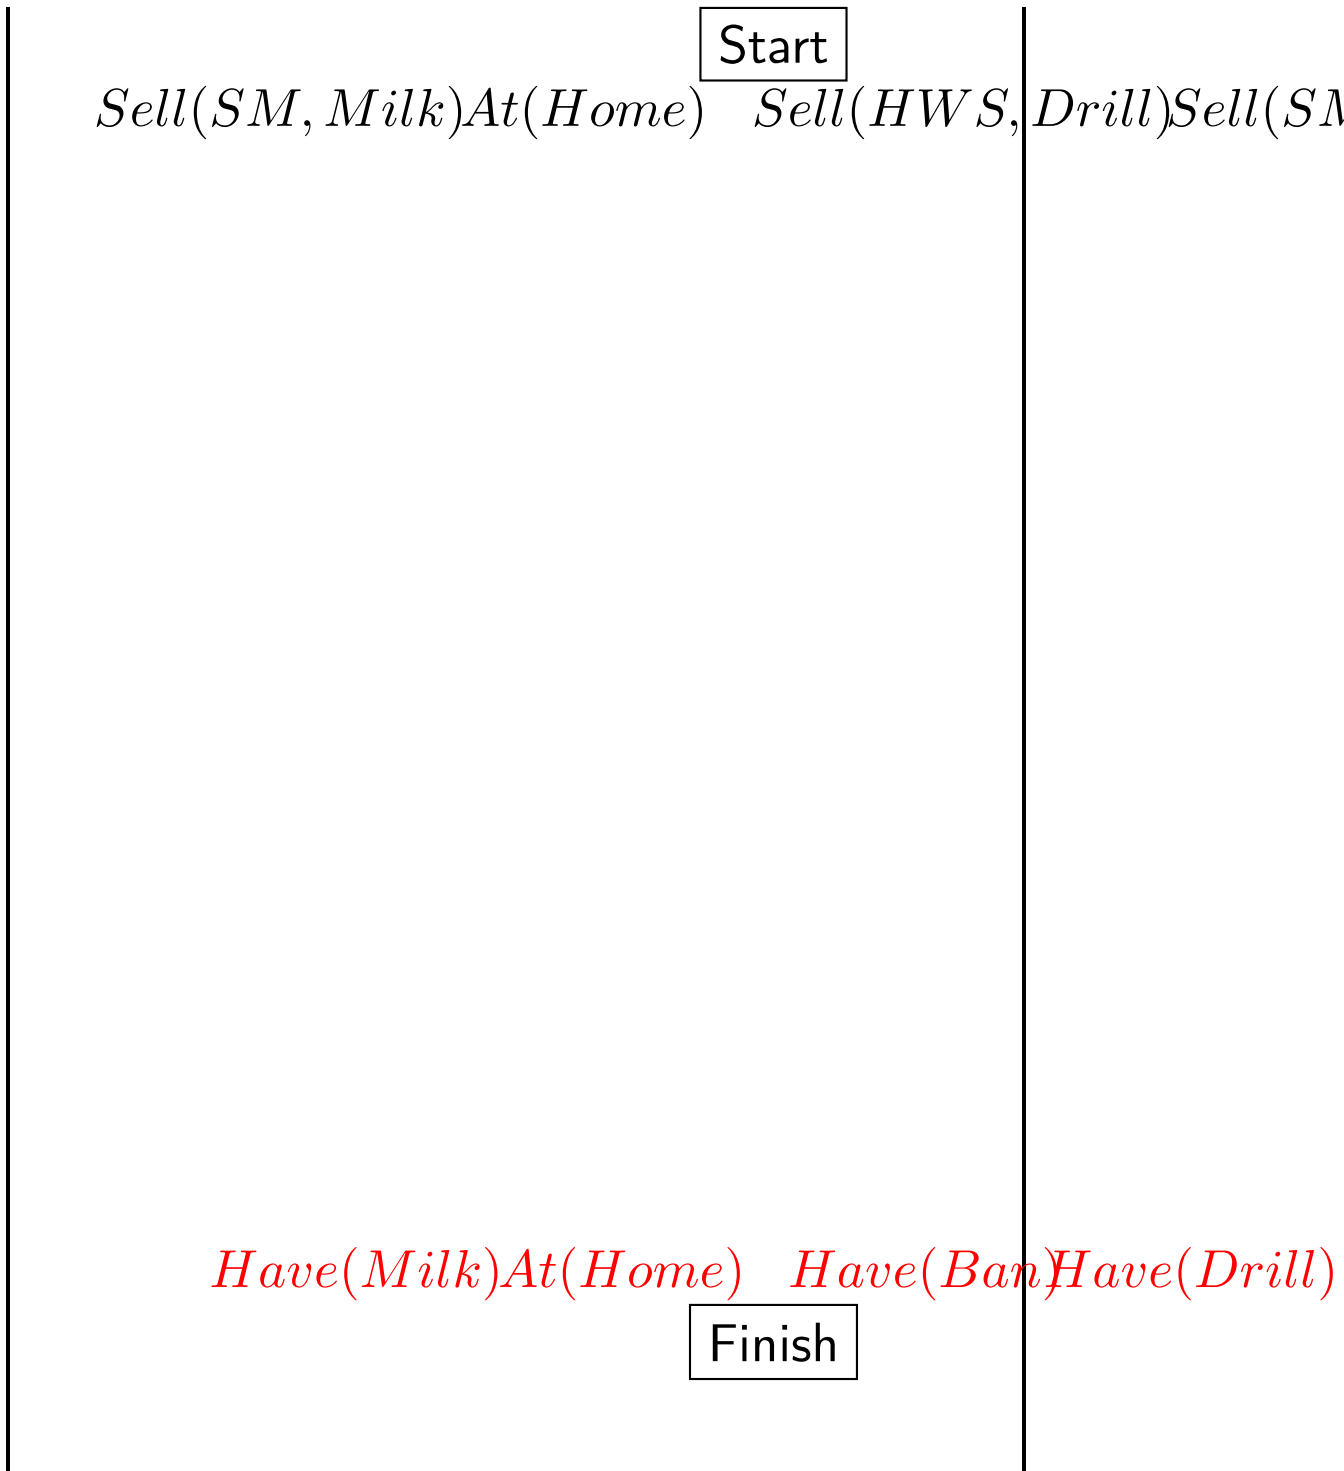 Start
Sell(SM, Milk)At(Home) Sell(HWS, Drill)Sell(SM
Have(Milk)At(Home) Have(Ban)Have(Drill)
Finish